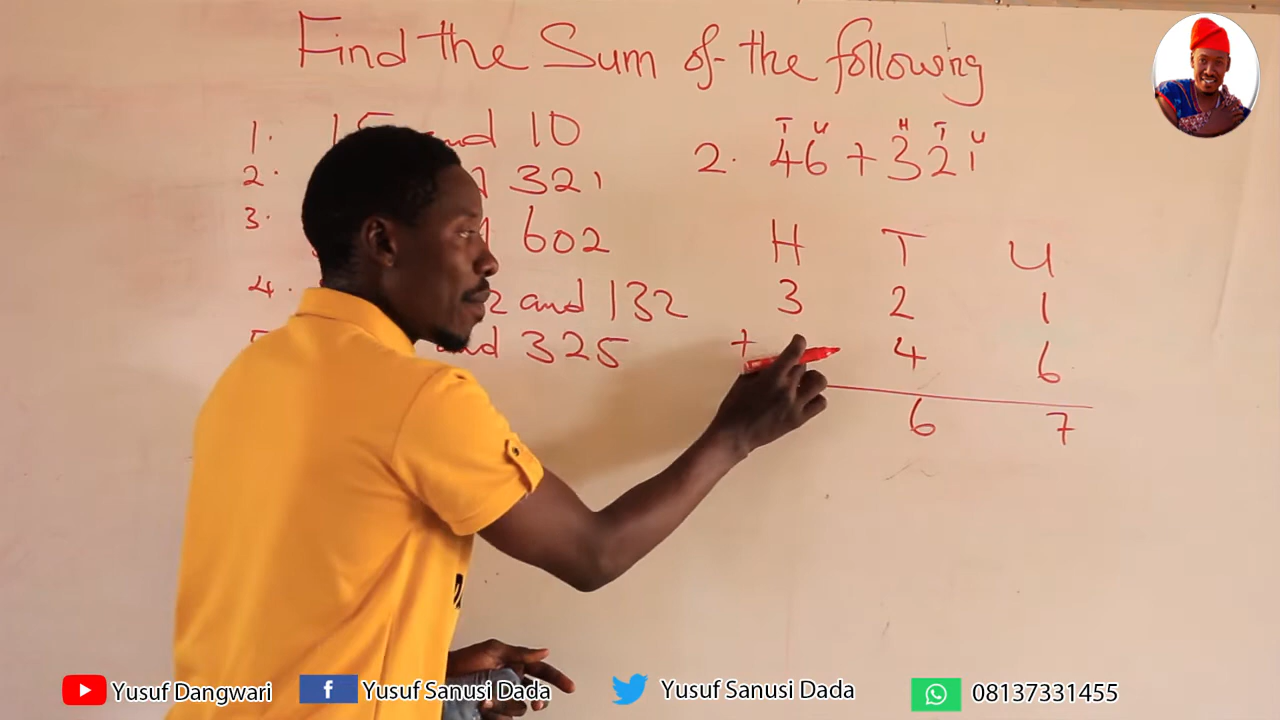 Find the Sum of the following
1. 15 and 10
2. 321
3. 602
4. 2 and 132
5. and 325
T U H T U
2. 46 + 321
H T U
3 2 1
+ 4 6
6 7
Yusuf Dangwari
Yusuf Sanusi Dada
Yusuf Sanusi Dada
08137331455